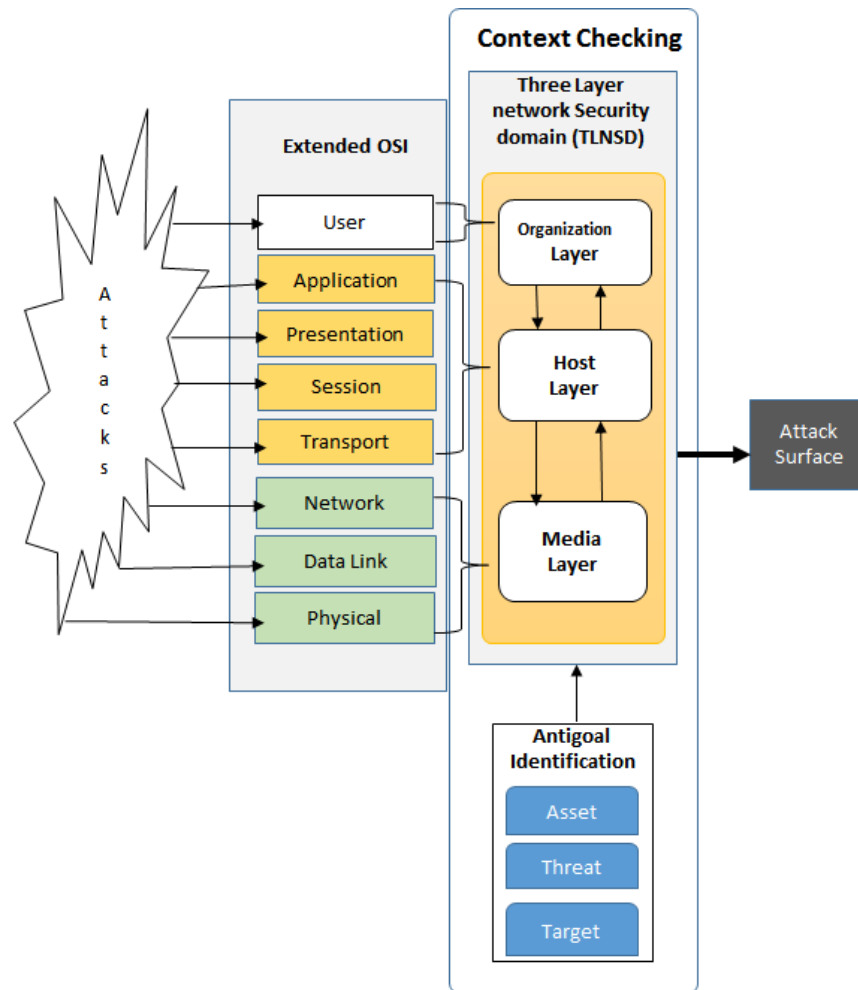 Context Checking
Three Layer
network Security
domain (TLNSD)
Extended OSI
User
Application
Presentation
Session
Transport
Network
Data Link
Physical
Attacks
Organization
Layer
Host
Layer
Media
Layer
Attack
Surface
Antigoal
Identification
Asset
Threat
Target